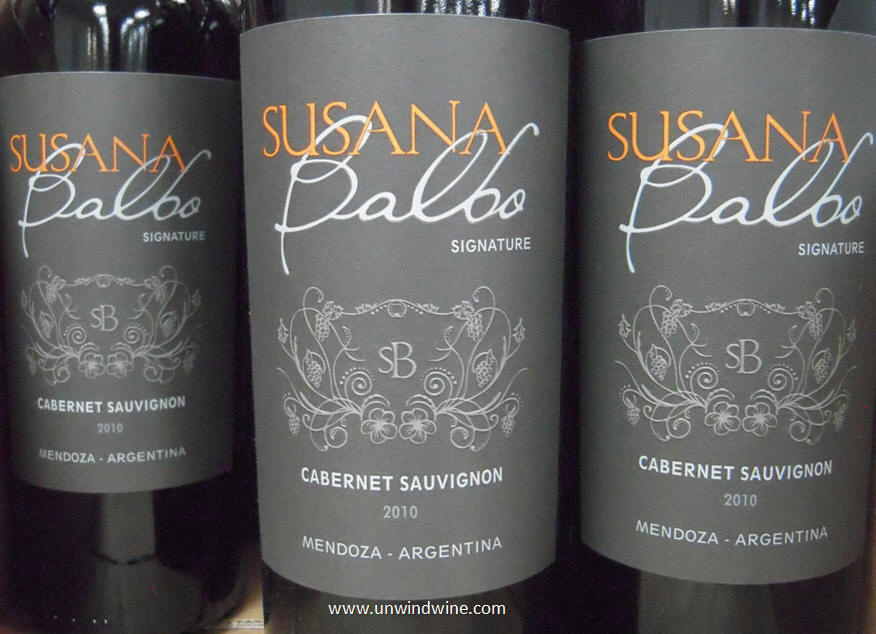 SUSANA
Balbo
SIGNATURE
SB
CABERNET SAUVIGNON
2010
MENDOZA - ARGENTINA
SUSANA
Balbo
SIGNATURE
SB
CABERNET SAUVIGNON
2010
MENDOZA - ARGENTINA
SUSANA
Balbo
SIGNATURE
SB
CABERNET SAUVIGNON
2010
MENDOZA - ARGENTINA
www.unwindwine.com